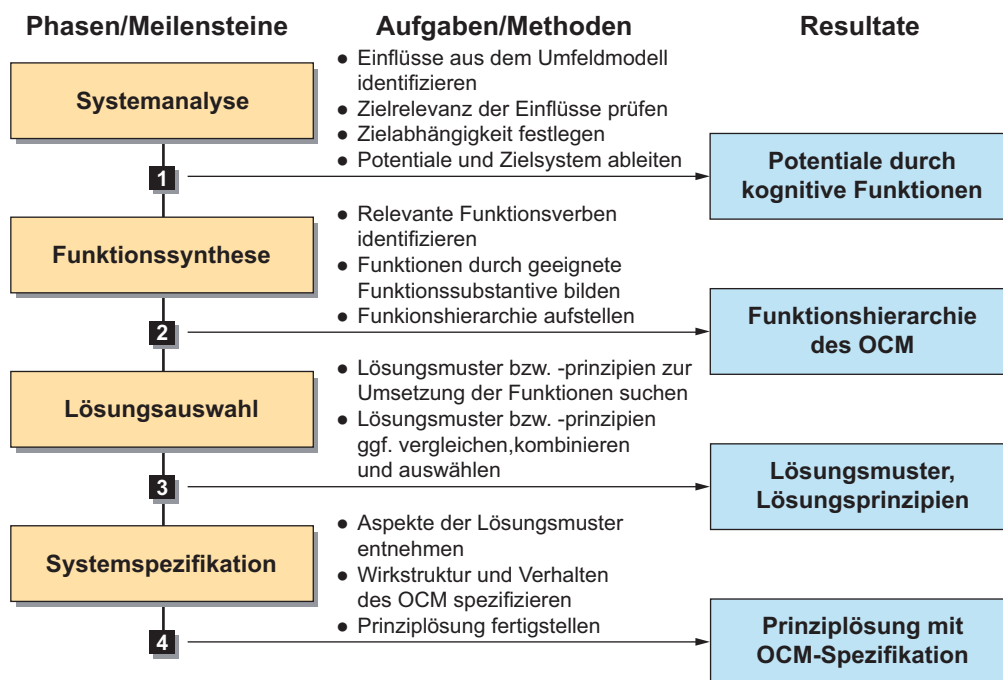 Phasen/Meilensteine
Aufgaben/Methoden
Resultate
Systemanalyse
● Einflüsse aus dem Umfeldmodell
identifizieren
● Zielrelevanz der Einflüsse prüfen
● Zielabhängigkeit festlegen
● Potentiale und Zielsystem ableiten
1
Potentiale durch
kognitive Funktionen
Funktionssynthese
● Relevante Funktionsverben
identifizieren
● Funktionen durch geeignete
Funktionssubstantive bilden
● Funkionshierarchie aufstellen
2
Funktionshierarchie
des OCM
Lösungsauswahl
● Lösungsmuster bzw. -prinzipien zur
Umsetzung der Funktionen suchen
● Lösungsmuster bzw. -prinzipien
ggf. vergleichen,kombinieren
und auswählen
3
Lösungsmuster,
Lösungsprinzipien
Systemspezifikation
● Aspekte der Lösungsmuster
entnehmen
● Wirkstruktur und Verhalten
des OCM spezifizieren
● Prinziplösung fertigstellen
4
Prinziplösung mit
OCM-Spezifikation